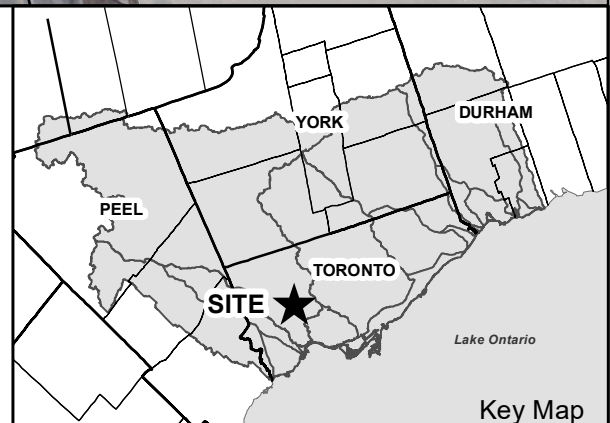 YORK
DURHAM
PEEL
TORONTO
SITE
Lake Ontario
Key Map